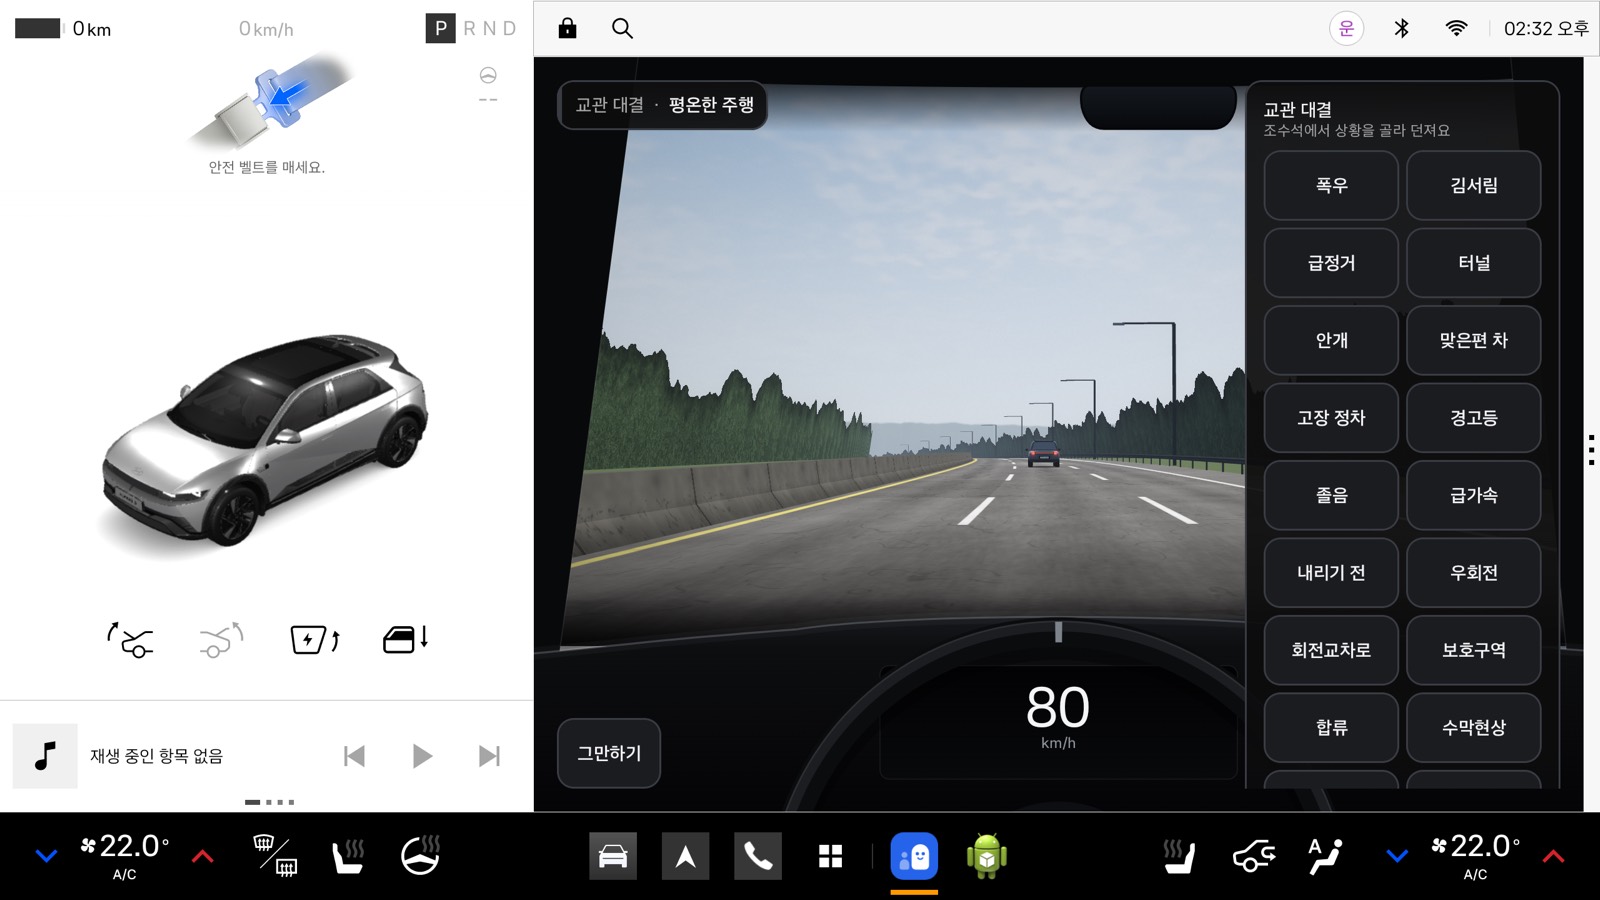 0 km
0 km/h
P R N D
운
02:32 오후
--
안전 벨트를 매세요.
교관 대결 · 평온한 주행
교관 대결
조수석에서 상황을 골라 던져요
폭우
김서림
급정거
터널
안개
맞은편 차
고장 정차
경고등
졸음
급가속
내리기 전
우회전
회전교차로
보호구역
합류
수막현상
80
km/h
그만하기
재생 중인 항목 없음
22.0°
A/C
A
22.0°
A/C